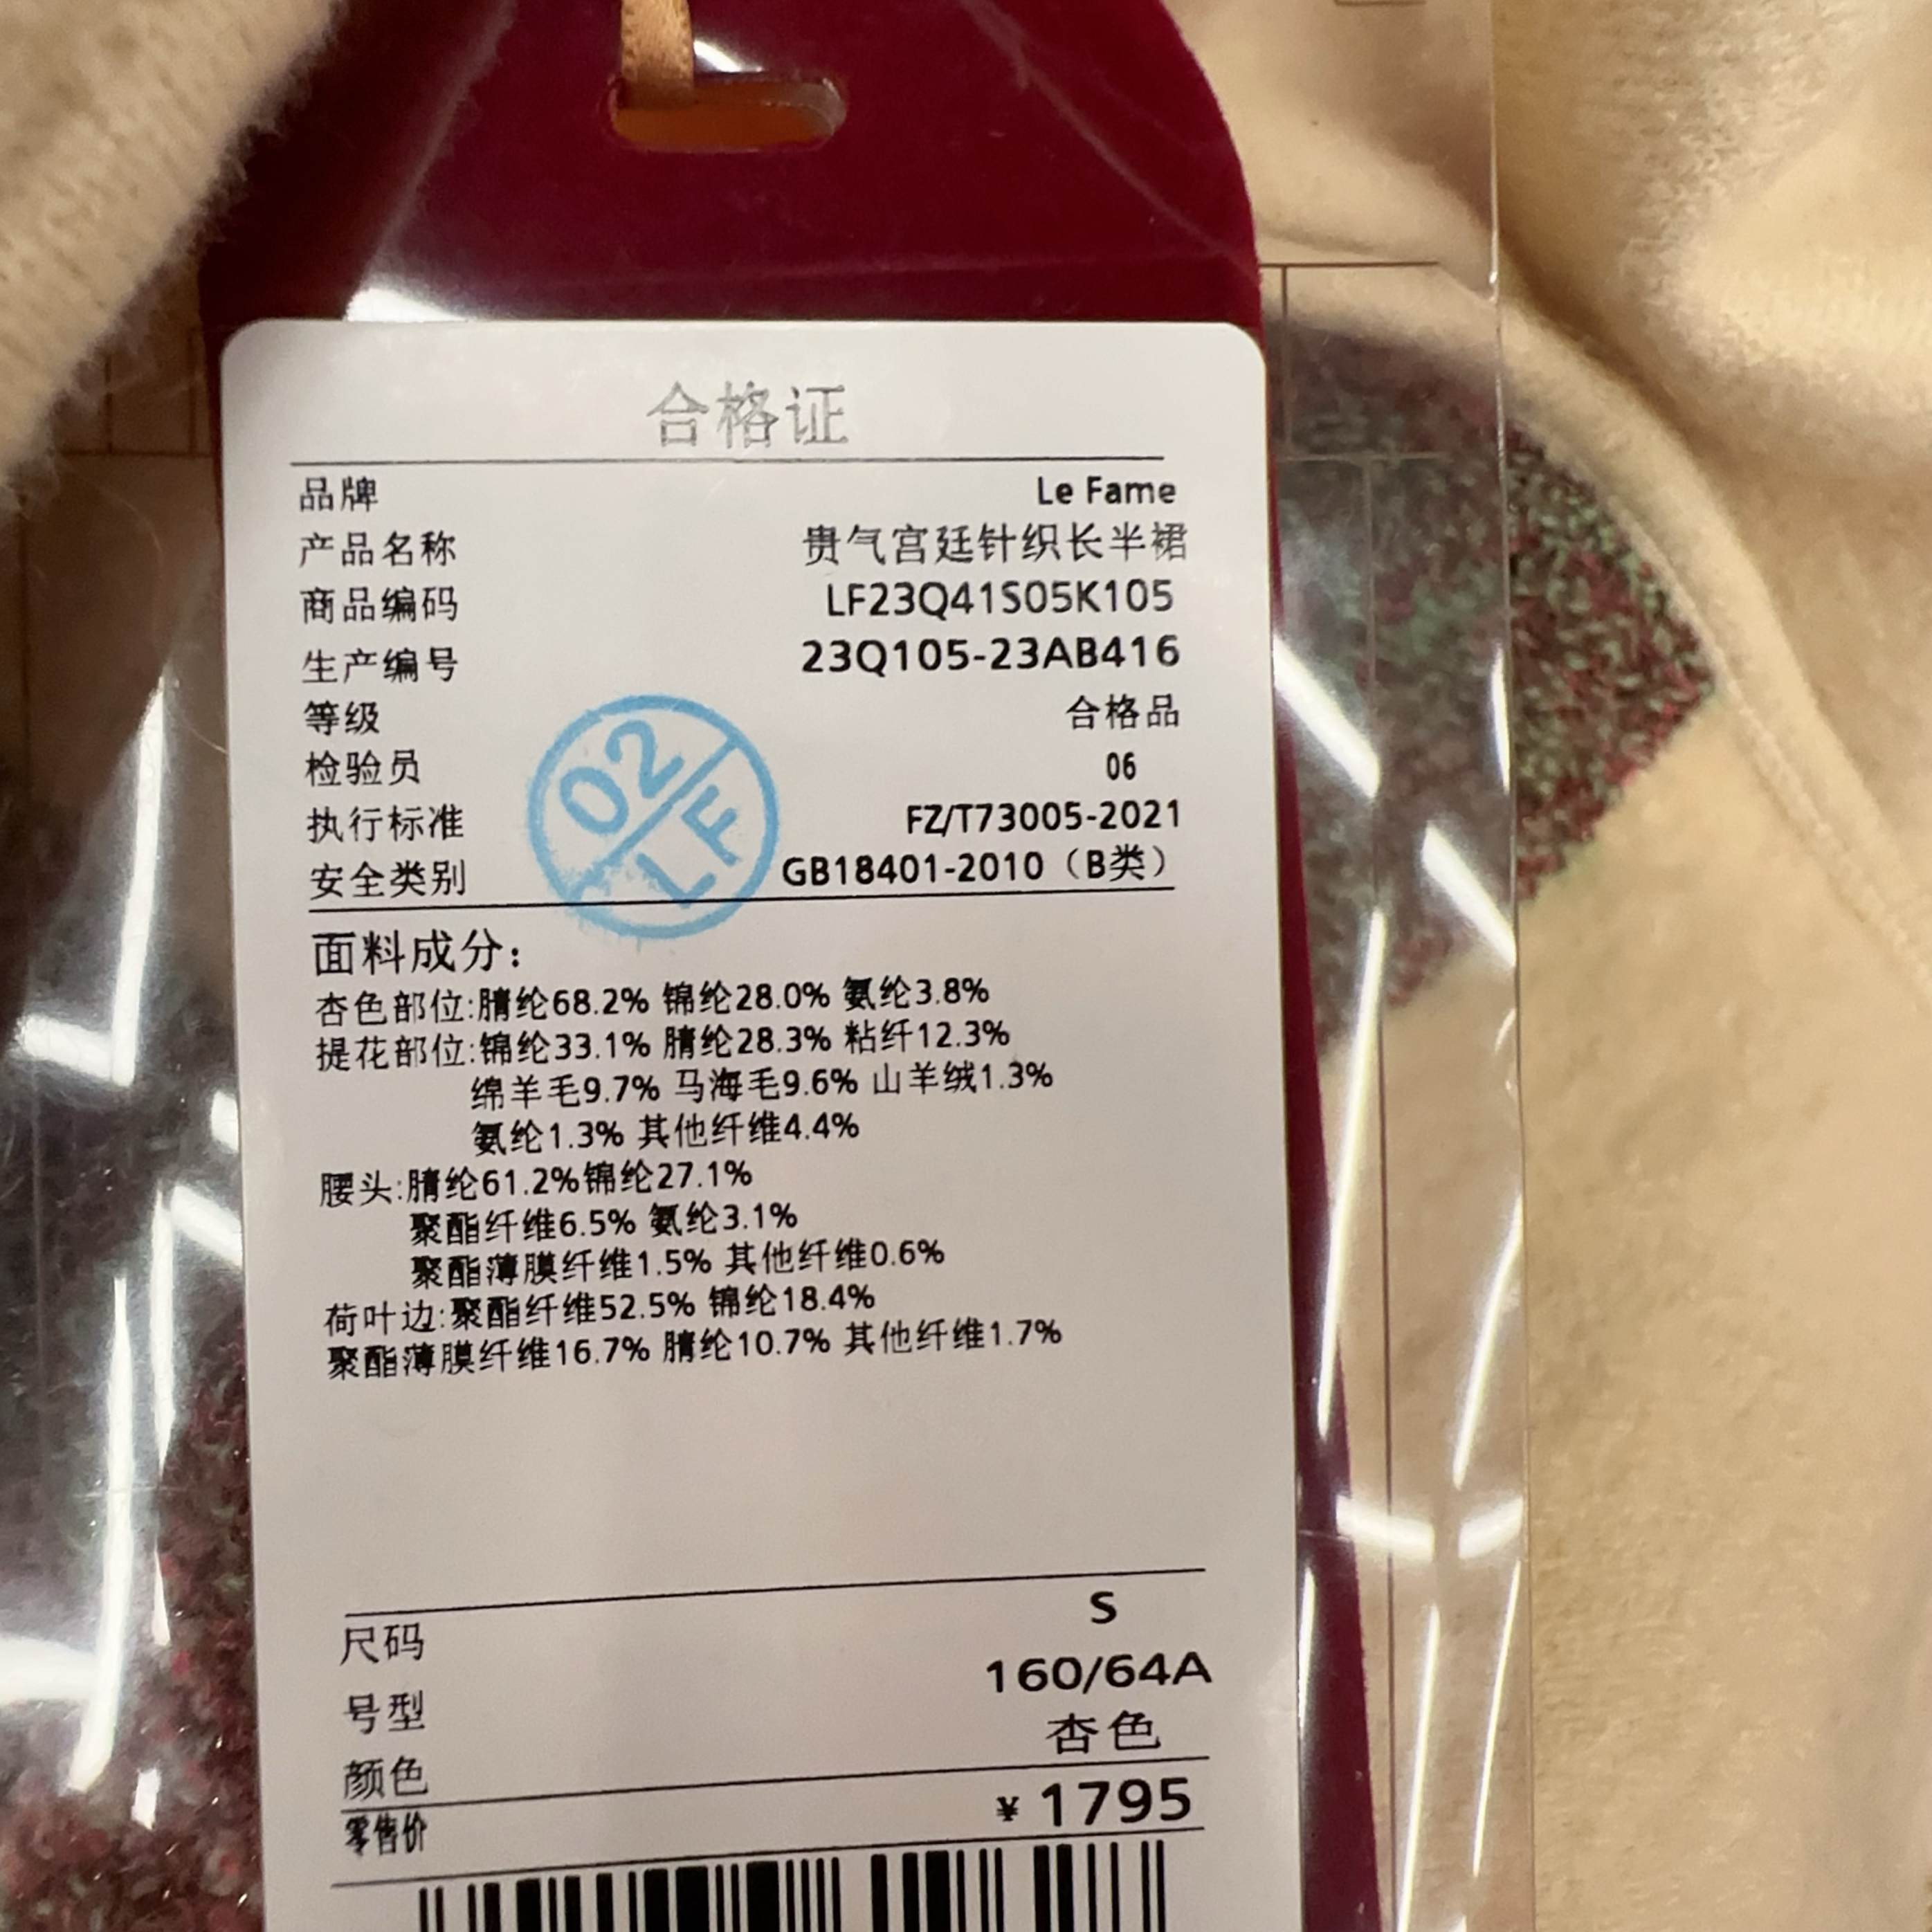 合格证
品牌 Le Fame
产品名称 贵气宫廷针织长半裙
商品编码 LF23Q41S05K105
生产编号 23Q105-23AB416
等级 合格品
检验员 06
执行标准 FZ/T73005-2021
安全类别 GB18401-2010（B类）
02
LF
面料成分：
杏色部位:腈纶68.2% 锦纶28.0% 氨纶3.8%
提花部位:锦纶33.1% 腈纶28.3% 粘纤12.3%
绵羊毛9.7% 马海毛9.6% 山羊绒1.3%
氨纶1.3% 其他纤维4.4%
腰头:腈纶61.2%锦纶27.1%
聚酯纤维6.5% 氨纶3.1%
聚酯薄膜纤维1.5% 其他纤维0.6%
荷叶边:聚酯纤维52.5% 锦纶18.4%
聚酯薄膜纤维16.7% 腈纶10.7% 其他纤维1.7%
尺码 S
号型 160/64A
颜色 杏色
零售价 ¥ 1795